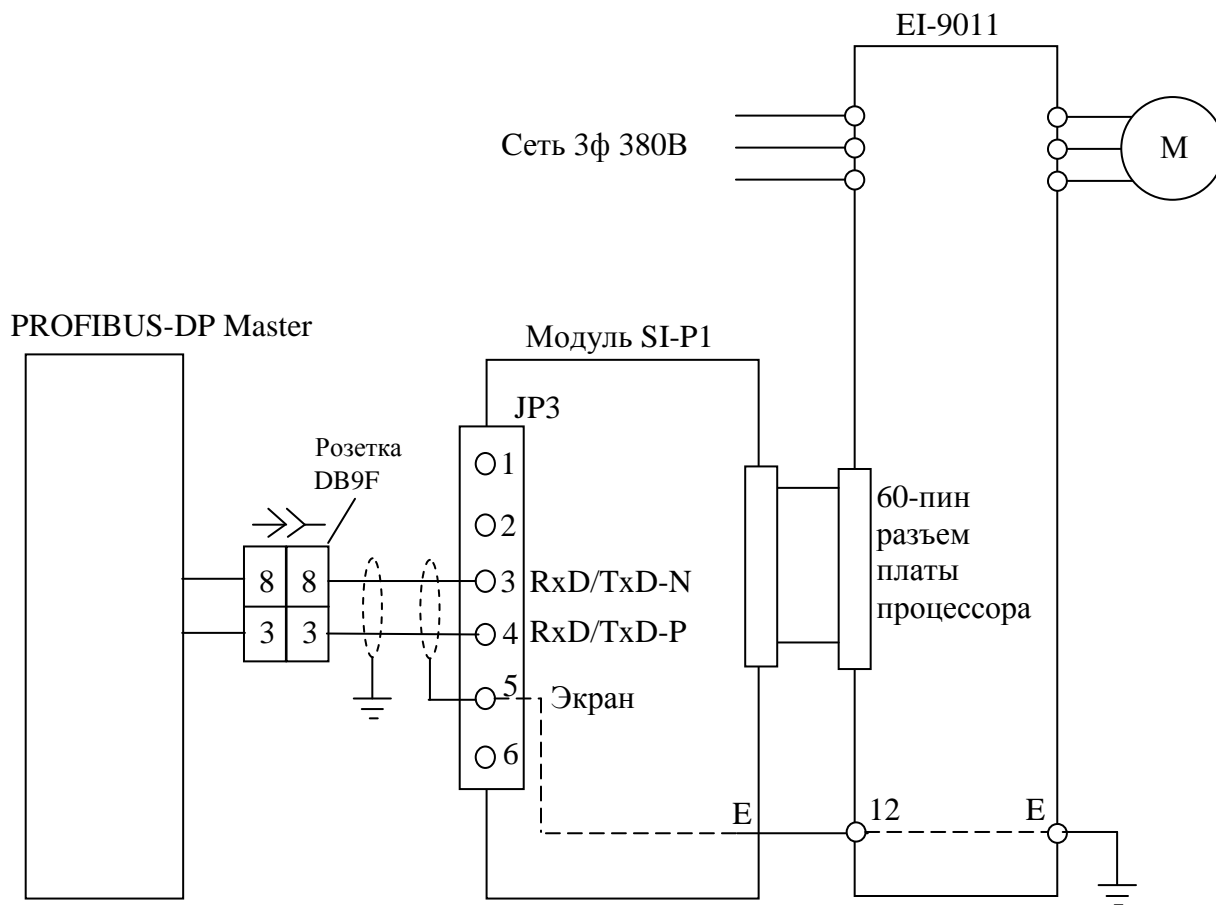 EI-9011
Сеть 3ф 380В
М
PROFIBUS-DP Master
Модуль SI-P1
JP3
Розетка
DB9F
1
2
8 8
3 RxD/TxD-N
3 3
4 RxD/TxD-P
5 Экран
6
60-пин
разъем
платы
процессора
E
12
E